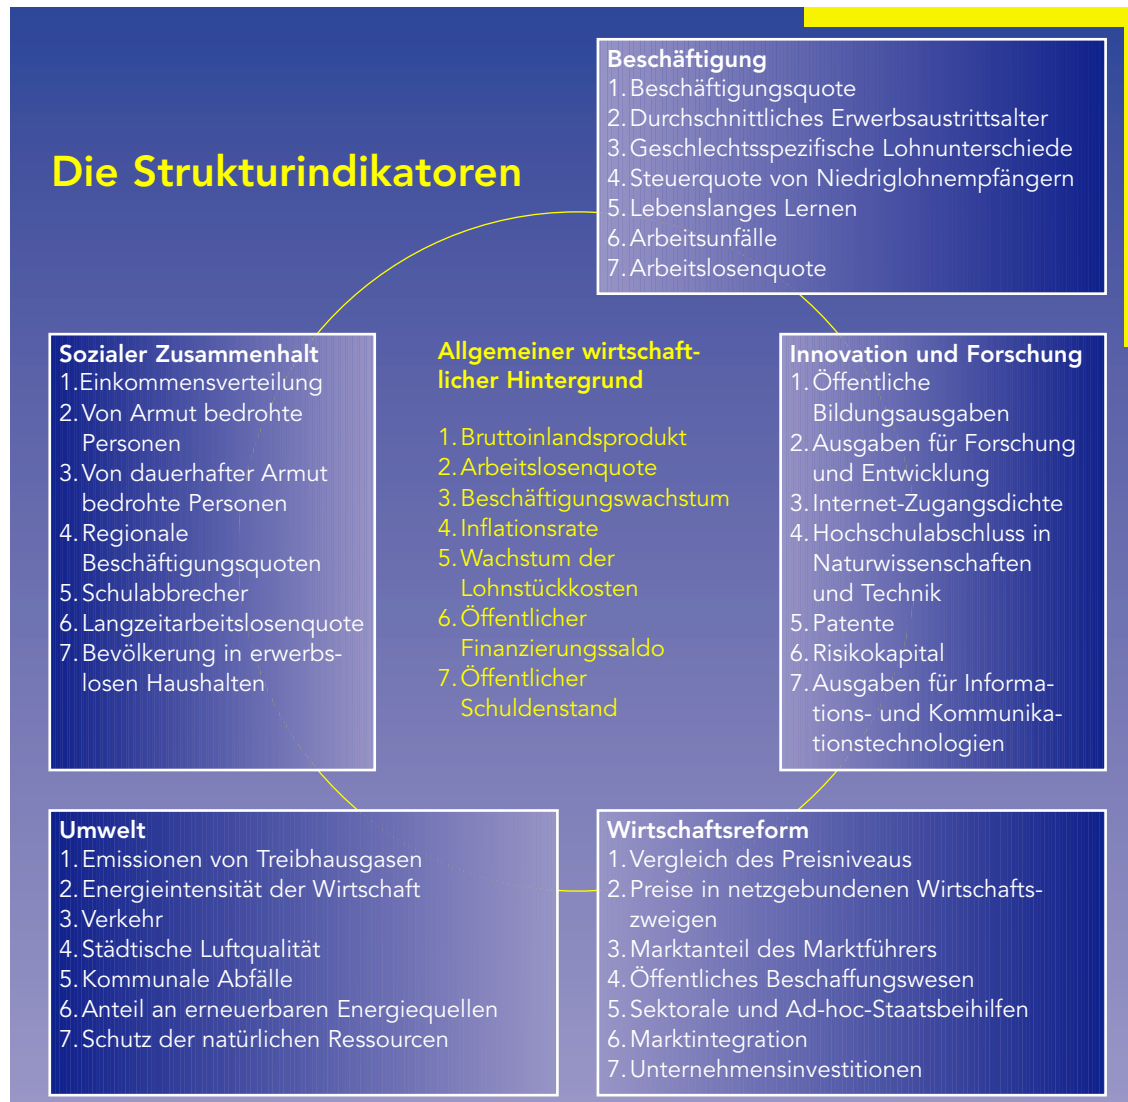 Die Strukturindikatoren
Beschäftigung
1. Beschäftigungsquote
2. Durchschnittliches Erwerbsaustrittsalter
3. Geschlechtsspezifische Lohnunterschiede
4. Steuerquote von Niedriglohnempfängern
5. Lebenslanges Lernen
6. Arbeitsunfälle
7. Arbeitslosenquote
Sozialer Zusammenhalt
1. Einkommensverteilung
2. Von Armut bedrohte
Personen
3. Von dauerhafter Armut
bedrohte Personen
4. Regionale
Beschäftigungsquoten
5. Schulabbrecher
6. Langzeitarbeitslosenquote
7. Bevölkerung in erwerbs-
losen Haushalten
Allgemeiner wirtschaft-
licher Hintergrund
1. Bruttoinlandsprodukt
2. Arbeitslosenquote
3. Beschäftigungswachstum
4. Inflationsrate
5. Wachstum der
Lohnstückkosten
6. Öffentlicher
Finanzierungssaldo
7. Öffentlicher
Schuldenstand
Innovation und Forschung
1. Öffentliche
Bildungsausgaben
2. Ausgaben für Forschung
und Entwicklung
3. Internet-Zugangsdichte
4. Hochschulabschluss in
Naturwissenschaften
und Technik
5. Patente
6. Risikokapital
7. Ausgaben für Informa-
tions- und Kommunika-
tionstechnologien
Umwelt
1. Emissionen von Treibhausgasen
2. Energieintensität der Wirtschaft
3. Verkehr
4. Städtische Luftqualität
5. Kommunale Abfälle
6. Anteil an erneuerbaren Energiequellen
7. Schutz der natürlichen Ressourcen
Wirtschaftsreform
1. Vergleich des Preisniveaus
2. Preise in netzgebundenen Wirtschafts-
zweigen
3. Marktanteil des Marktführers
4. Öffentliches Beschaffungswesen
5. Sektorale und Ad-hoc-Staatsbeihilfen
6. Marktintegration
7. Unternehmensinvestitionen